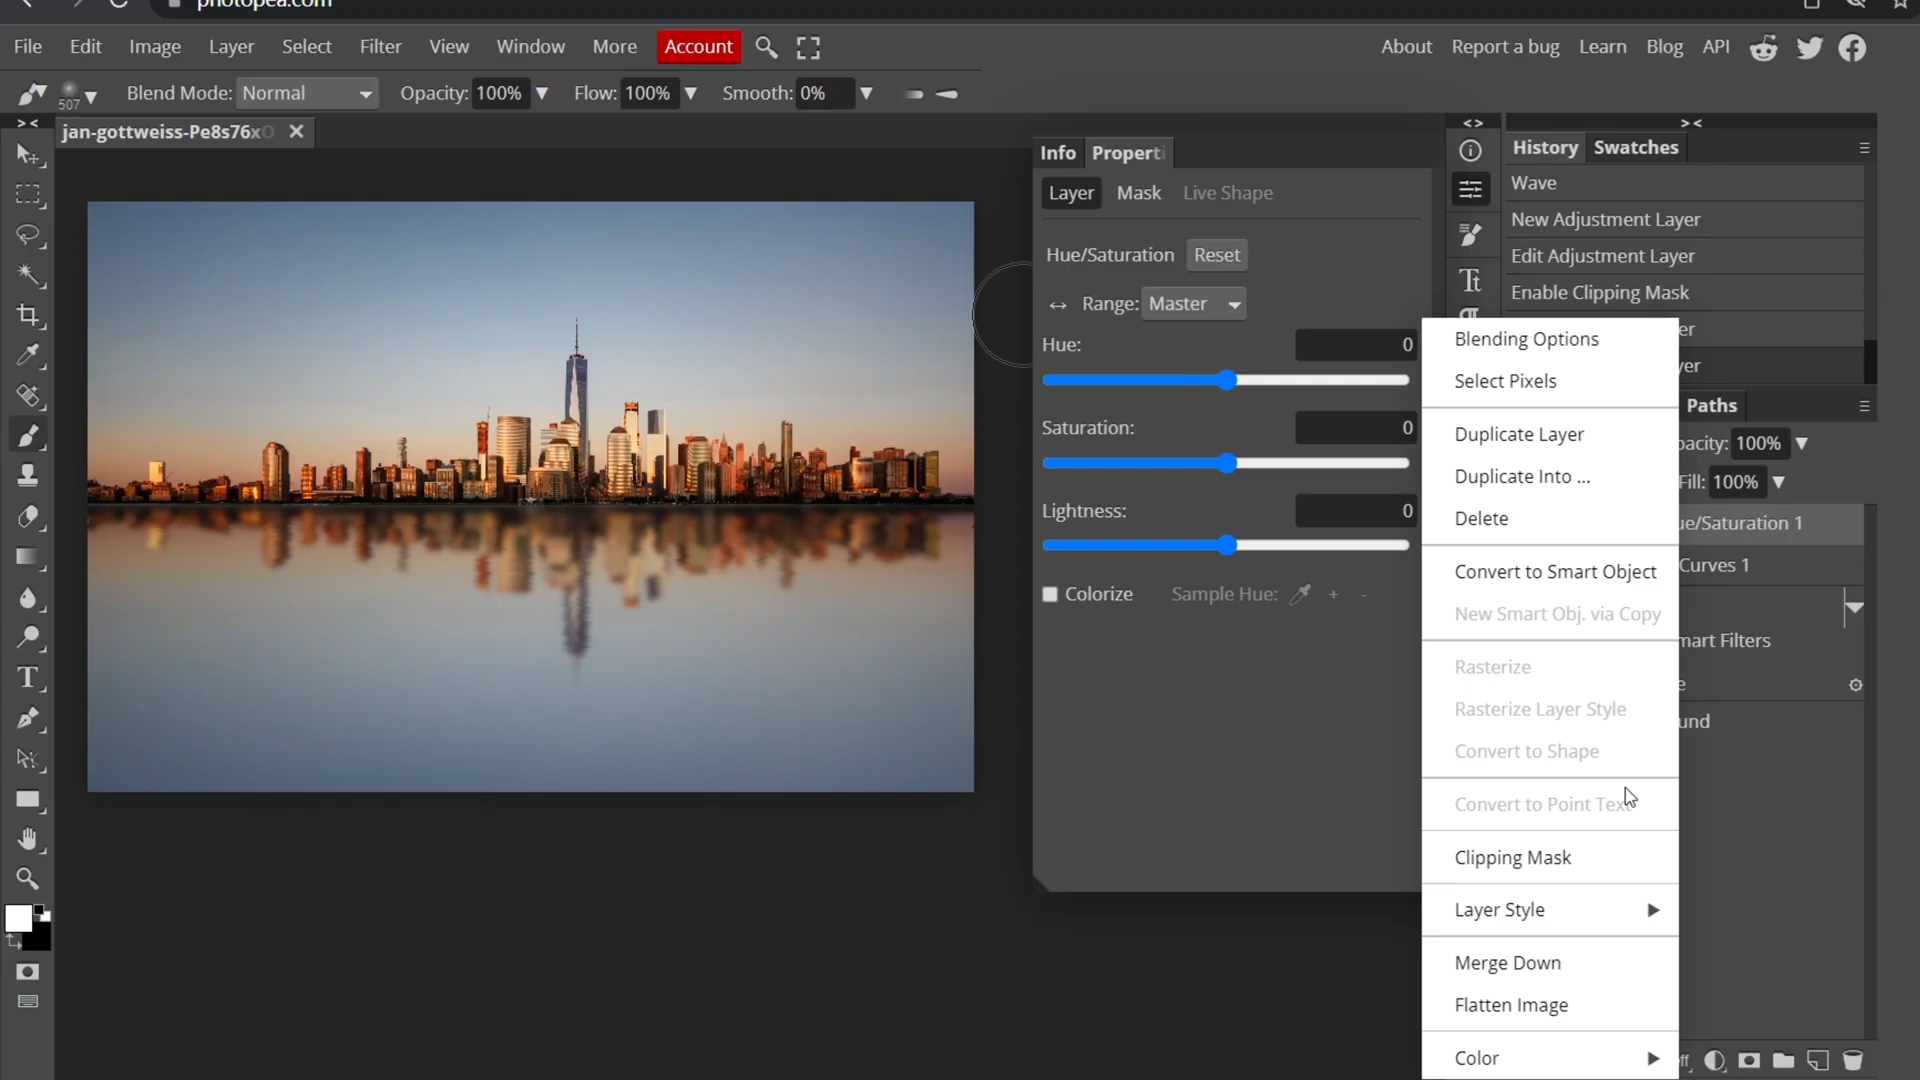 photopea.com
File Edit Image Layer Select Filter View Window More Account
About Report a bug Learn Blog API
507 Blend Mode: Normal Opacity: 100% Flow: 100% Smooth: 0%
jan-gottweiss-Pe8s76xO
Info Properti
Layer Mask Live Shape
Hue/Saturation Reset
Range: Master
Hue: 0
Saturation: 0
Lightness: 0
Colorize Sample Hue: + -
History Swatches
Wave
New Adjustment Layer
Edit Adjustment Layer
Enable Clipping Mask
er
yer
Paths
pacity: 100%
Fill: 100%
ue/Saturation 1
Curves 1
mart Filters
e
und
Blending Options
Select Pixels
Duplicate Layer
Duplicate Into ...
Delete
Convert to Smart Object
New Smart Obj. via Copy
Rasterize
Rasterize Layer Style
Convert to Shape
Convert to Point Text
Clipping Mask
Layer Style
Merge Down
Flatten Image
Color
eff